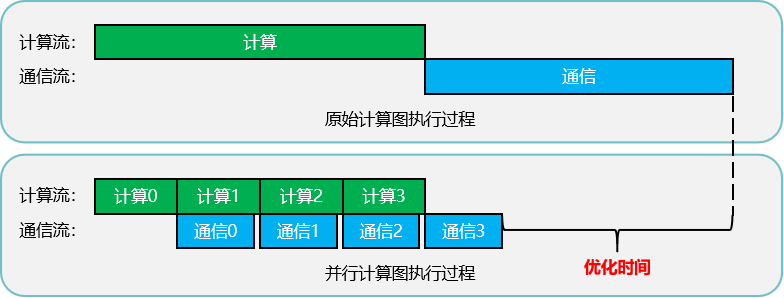 计算流： 计算
通信流： 通信
原始计算图执行过程
计算流： 计算0 计算1 计算2 计算3
通信流： 通信0 通信1 通信2 通信3
优化时间
并行计算图执行过程